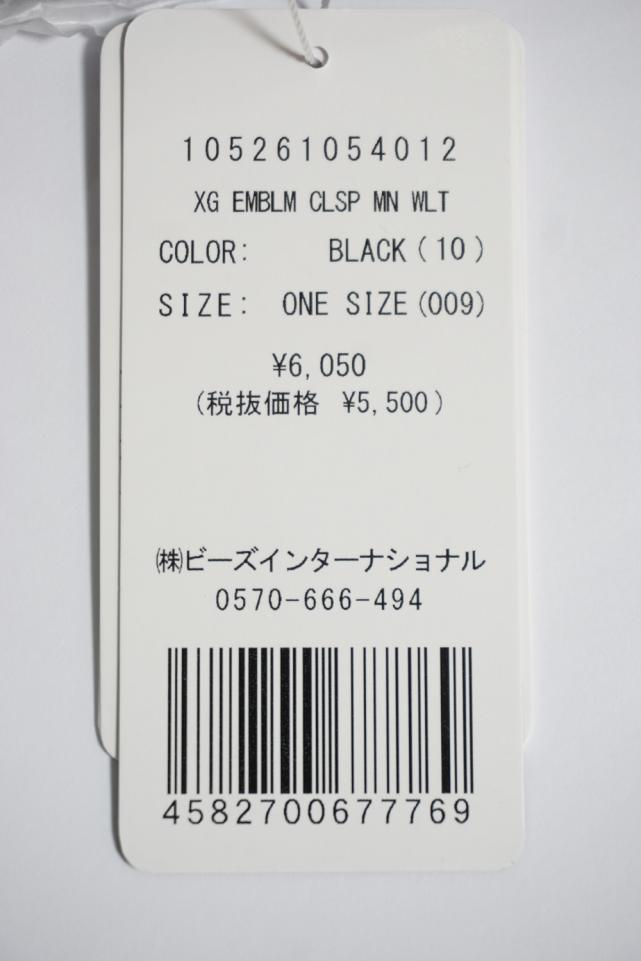 105261054012
XG EMBLM CLSP MN WLT
COLOR: BLACK(10)
SIZE: ONE SIZE(009)
¥6,050
(税抜価格 ¥5,500)
㈱ビーズインターナショナル
0570-666-494
4582700677769